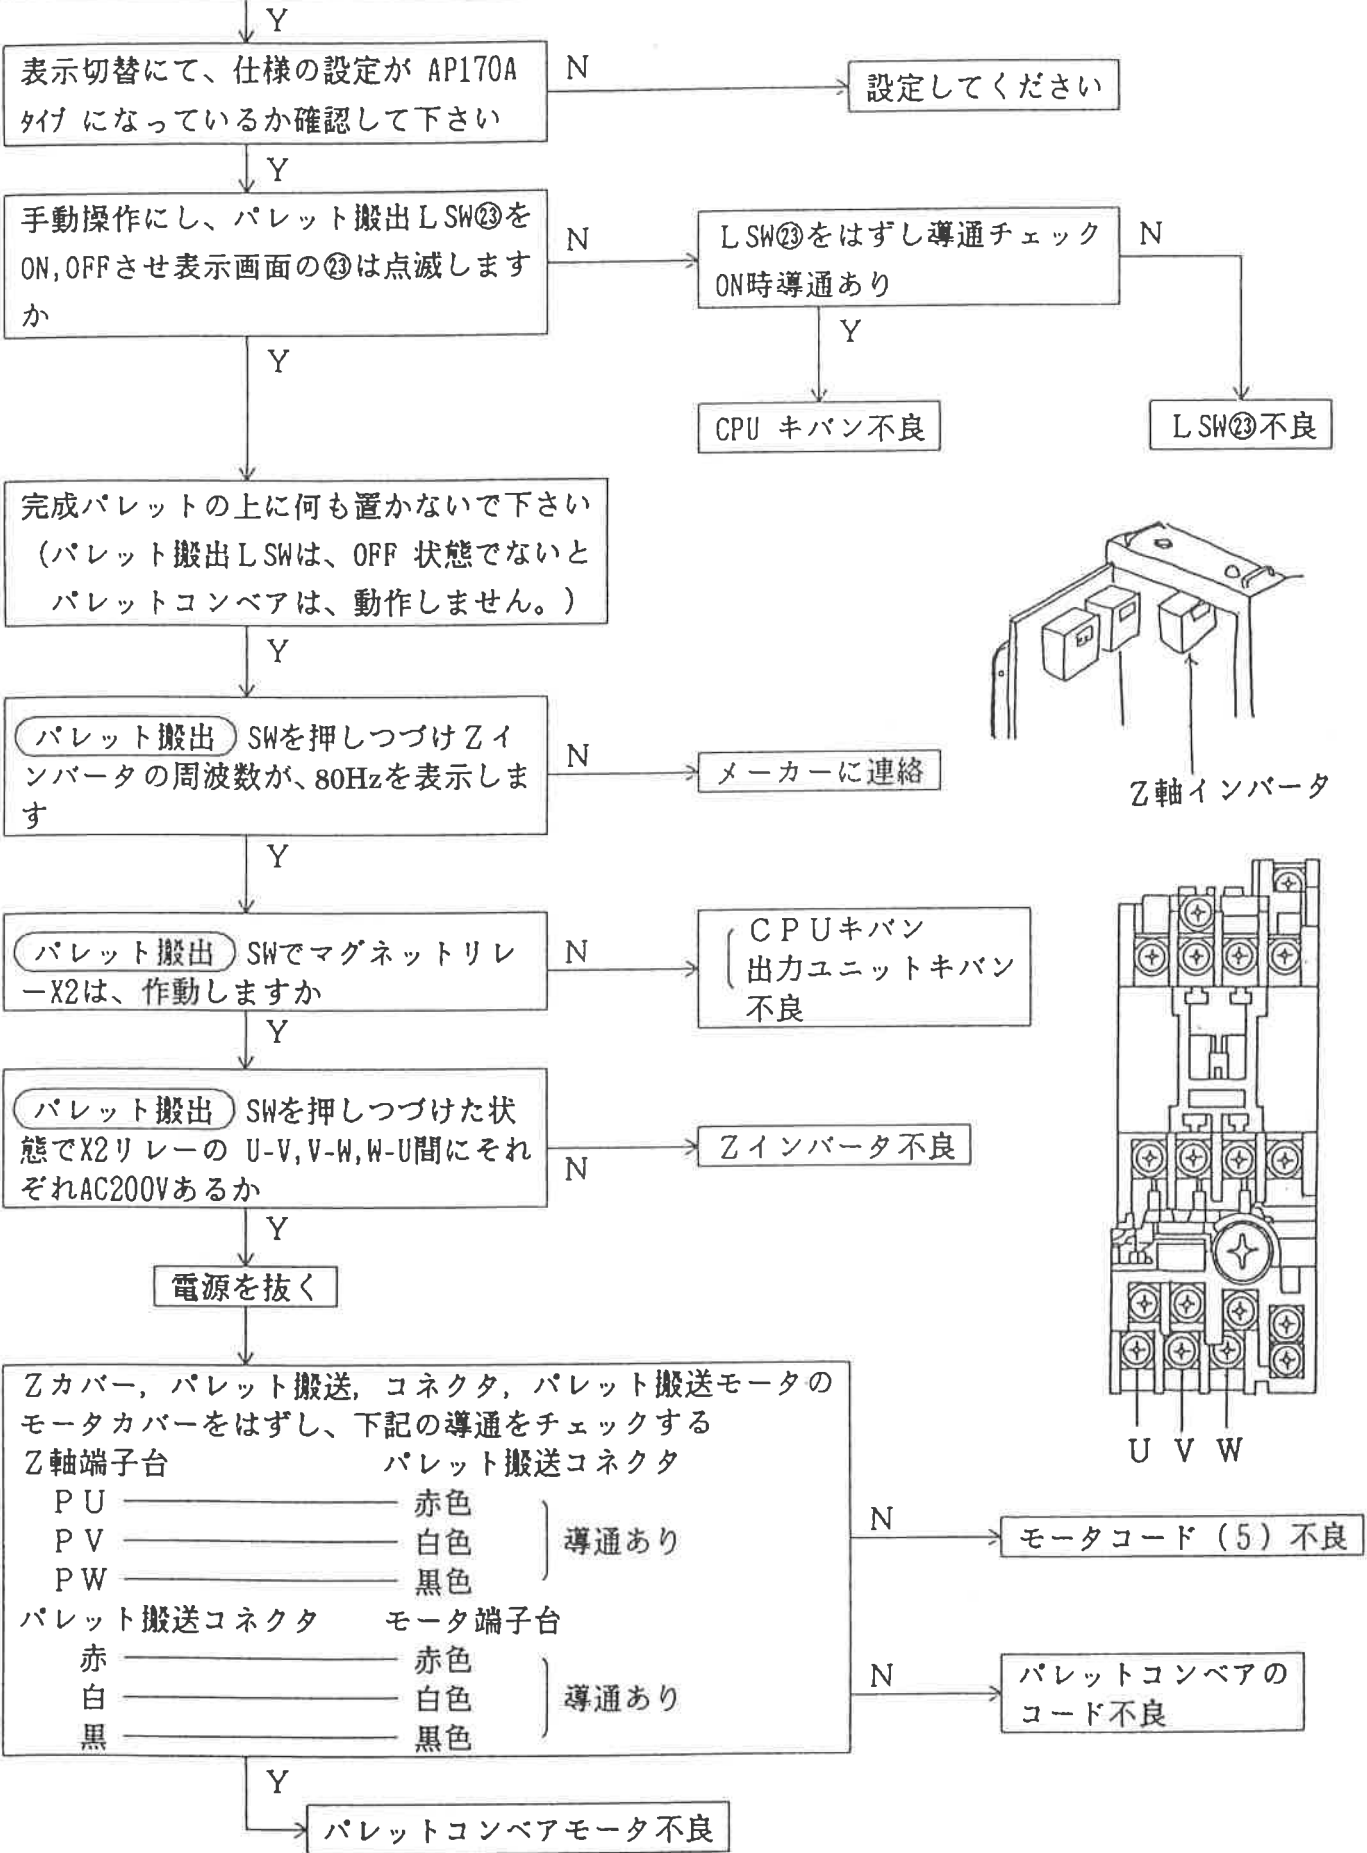 Y
表示切替にて、仕様の設定が AP170A
ﾀｲﾌﾟ になっているか確認して下さい
N
設定してください
Y
手動操作にし、パレット搬出LSW㉓を
ON,OFFさせ表示画面の㉓は点滅します
か
N
LSW㉓をはずし導通チェック
ON時導通あり
N
Y
Y
CPU キバン不良
LSW㉓不良
完成パレットの上に何も置かないで下さい
(パレット搬出LSWは、OFF 状態でないと
パレットコンベアは、動作しません。)
Y
パレット搬出 SWを押しつづけZイ
ンバータの周波数が、80Hzを表示しま
す
N
メーカーに連絡
Z軸インバータ
Y
パレット搬出 SWでマグネットリレ
ーX2は、作動しますか
N
CPUキバン
出力ユニットキバン
不良
Y
パレット搬出 SWを押しつづけた状
態でX2リレーの U-V,V-W,W-U間にそれ
ぞれAC200Vあるか
N
Zインバータ不良
Y
電源を抜く
U V W
Zカバー, パレット搬送, コネクタ, パレット搬送モータの
モータカバーをはずし、下記の導通をチェックする
Z軸端子台 パレット搬送コネクタ
PU 赤色
PV 白色 導通あり
PW 黒色
N
モータコード(5)不良
パレット搬送コネクタ モータ端子台
赤 赤色
白 白色 導通あり
黒 黒色
N
パレットコンベアの
コード不良
Y
パレットコンベアモータ不良